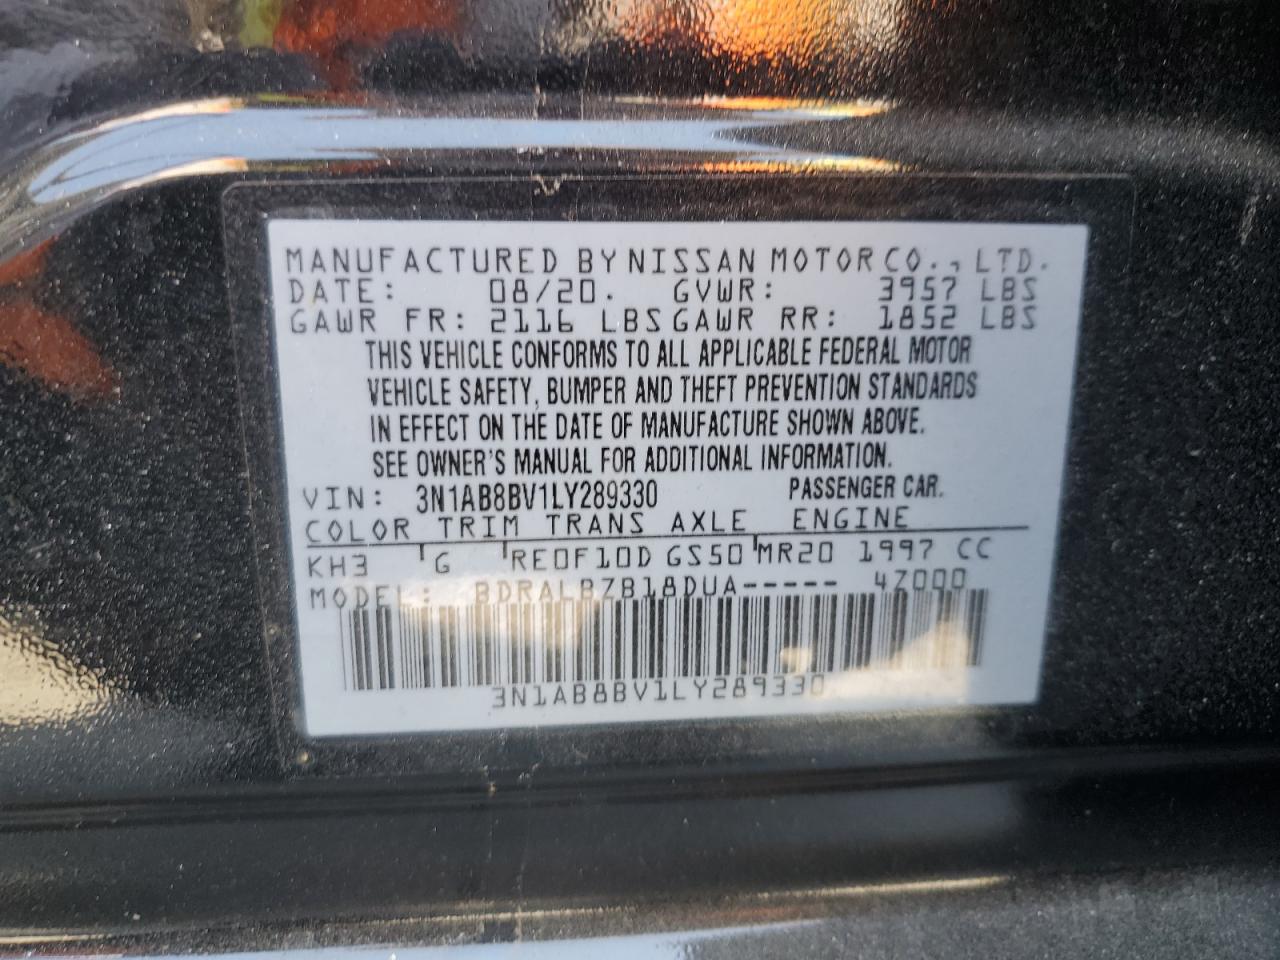 MANUFACTURED BY NISSAN MOTOR CO., LTD.
DATE: 08/20. GVWR: 3957 LBS
GAWR FR: 2116 LBS GAWR RR: 1852 LBS
THIS VEHICLE CONFORMS TO ALL APPLICABLE FEDERAL MOTOR
VEHICLE SAFETY, BUMPER AND THEFT PREVENTION STANDARDS
IN EFFECT ON THE DATE OF MANUFACTURE SHOWN ABOVE.
SEE OWNER'S MANUAL FOR ADDITIONAL INFORMATION.
VIN: 3N1AB8BV1LY289330 PASSENGER CAR.
COLOR TRIM TRANS AXLE ENGINE
KH3 G RE0F10D GS50 MR20 1997 CC
MODEL: BDRALBZB18DUA----- 4Z000
3N1AB8BV1LY289330